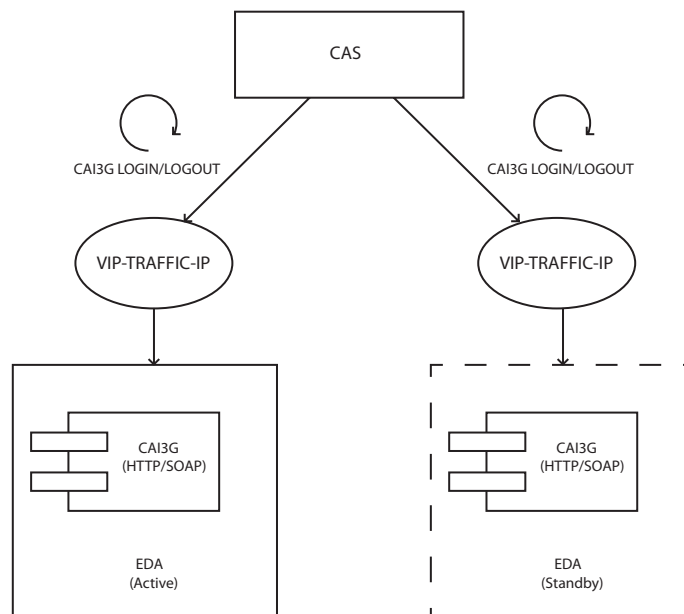 CAS
CAI3G LOGIN/LOGOUT
CAI3G LOGIN/LOGOUT
VIP-TRAFFIC-IP
VIP-TRAFFIC-IP
CAI3G
(HTTP/SOAP)
CAI3G
(HTTP/SOAP)
EDA
(Active)
EDA
(Standby)